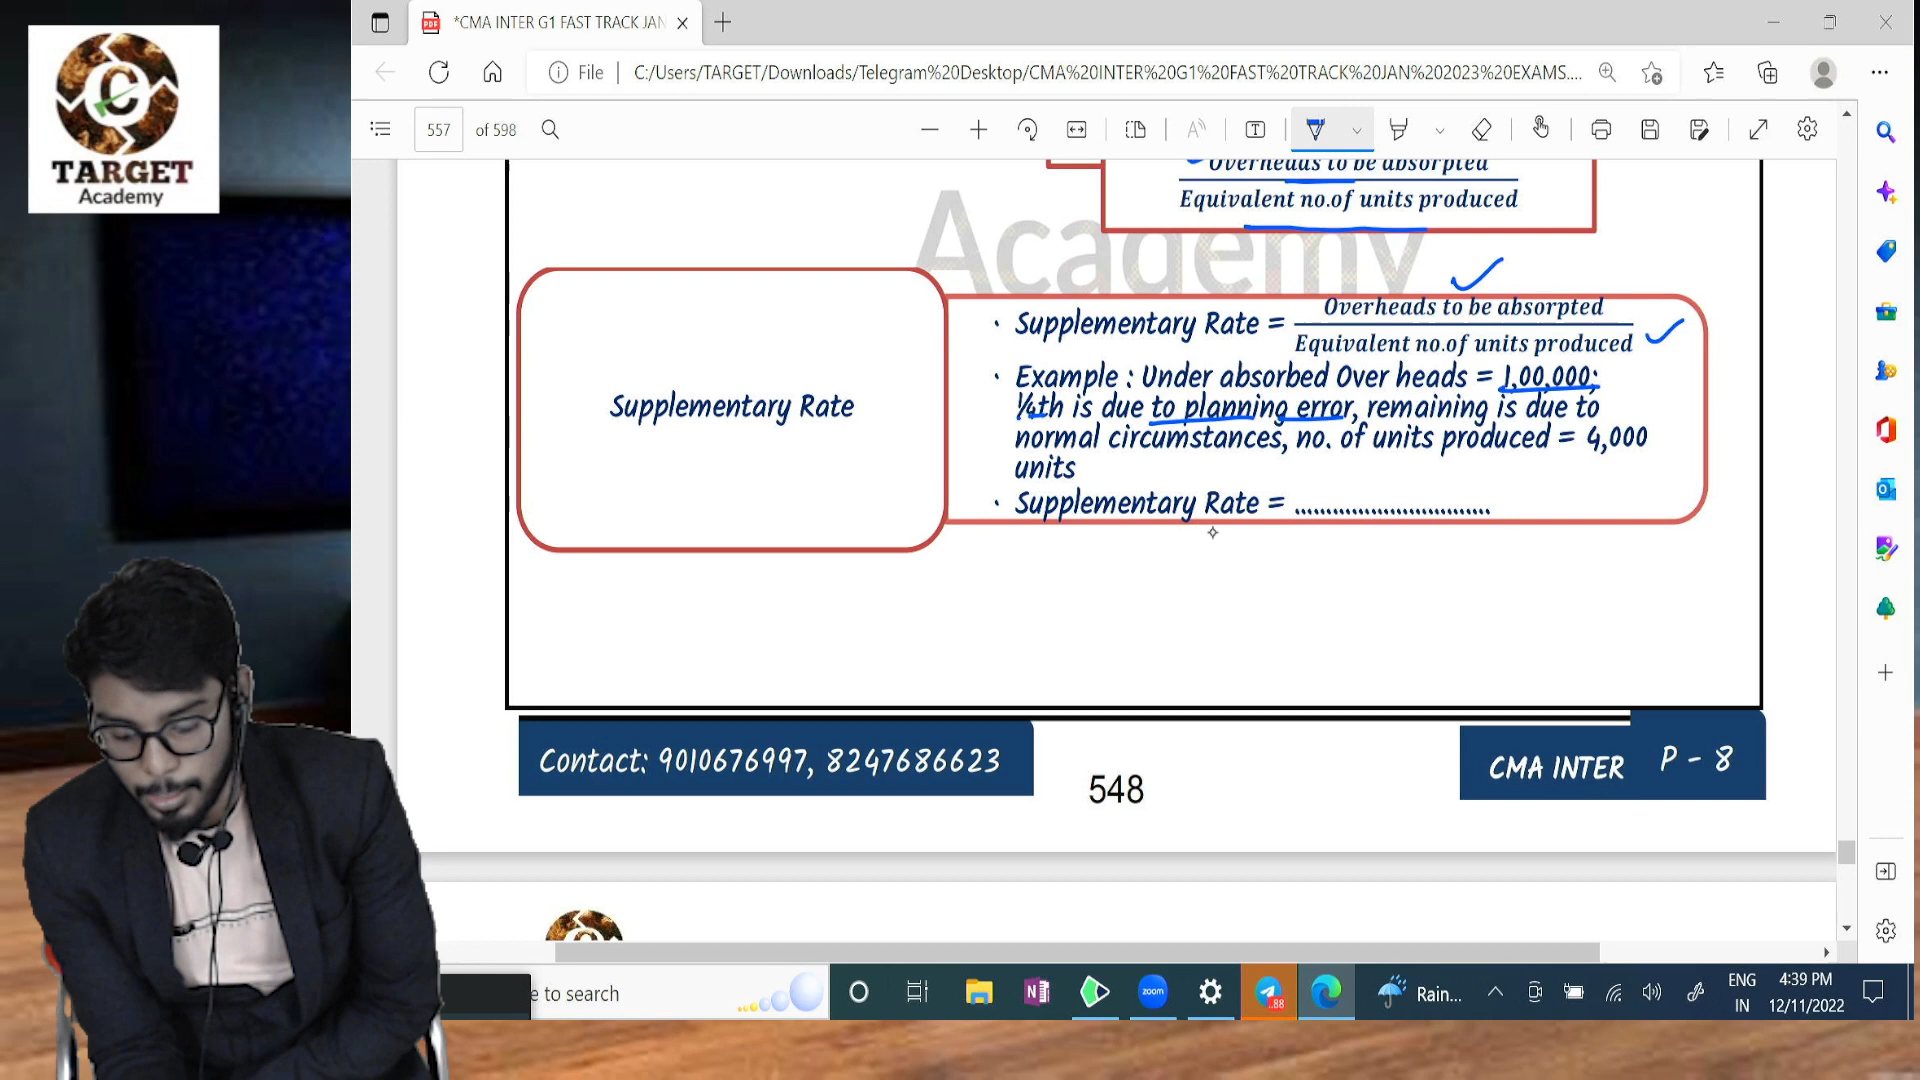 TARGET
Academy
*CMA INTER G1 FAST TRACK JAN
File
C:/Users/TARGET/Downloads/Telegram%20Desktop/CMA%20INTER%20G1%20FAST%20TRACK%20JAN%202023%20EXAMS....
557 of 598
Overheads to be absorpted
Equivalent no.of units produced
Academy
Supplementary Rate
• Supplementary Rate = Overheads to be absorpted
Equivalent no.of units produced
• Example : Under absorbed Over heads = 1,00,000;
¼th is due to planning error, remaining is due to
normal circumstances, no. of units produced = 4,000
units
• Supplementary Rate = ..............................
Contact: 9010676997, 8247686623
548
CMA INTER P - 8
e to search
zoom
88
Rain...
ENG
IN
4:39 PM
12/11/2022